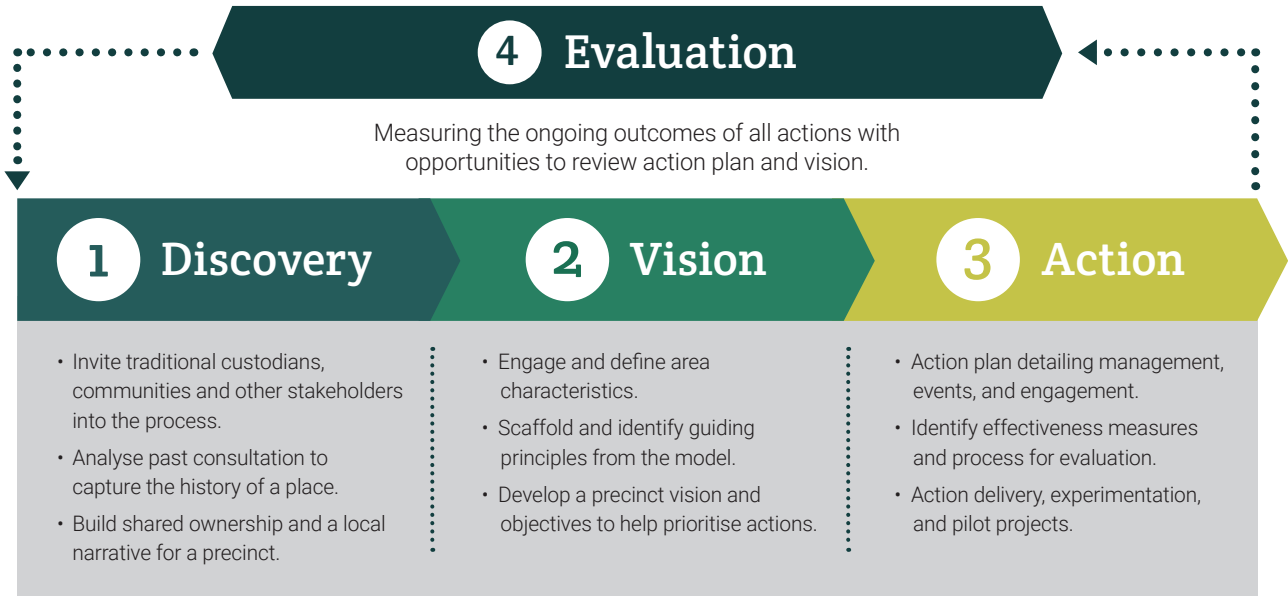 4 Evaluation
Measuring the ongoing outcomes of all actions with
opportunities to review action plan and vision.
1 Discovery
• Invite traditional custodians,
communities and other stakeholders
into the process.
• Analyse past consultation to
capture the history of a place.
• Build shared ownership and a local
narrative for a precinct.
2 Vision
• Engage and define area
characteristics.
• Scaffold and identify guiding
principles from the model.
• Develop a precinct vision and
objectives to help prioritise actions.
3 Action
• Action plan detailing management,
events, and engagement.
• Identify effectiveness measures
and process for evaluation.
• Action delivery, experimentation,
and pilot projects.